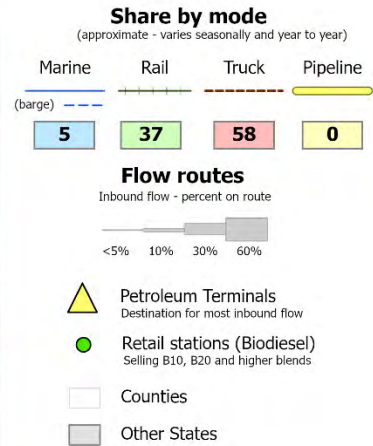 Share by mode
(approximate - varies seasonally and year to year)
Marine Rail Truck Pipeline
(barge)
5 37 58 0
Flow routes
Inbound flow - percent on route
<5% 10% 30% 60%
Petroleum Terminals
Destination for most inbound flow
Retail stations (Biodiesel)
Selling B10, B20 and higher blends
Counties
Other States